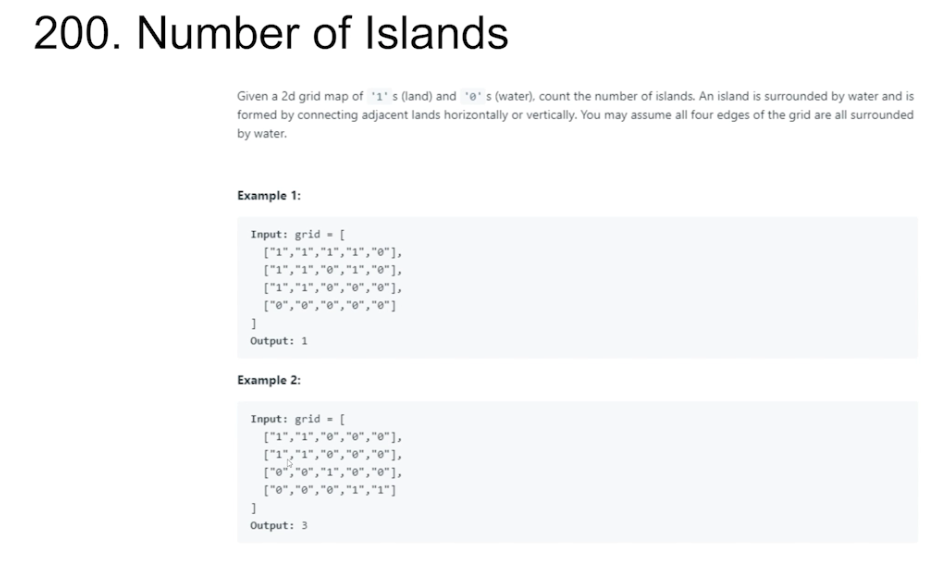 200. Number of Islands
Given a 2d grid map of '1's (land) and '0's (water), count the number of islands. An island is surrounded by water and is
formed by connecting adjacent lands horizontally or vertically. You may assume all four edges of the grid are all surrounded
by water.
Example 1:
Input: grid = [
["1","1","1","1","0"],
["1","1","0","1","0"],
["1","1","0","0","0"],
["0","0","0","0","0"]
]
Output: 1
Example 2:
Input: grid = [
["1","1","0","0","0"],
["1","1","0","0","0"],
["0","0","1","0","0"],
["0","0","0","1","1"]
]
Output: 3